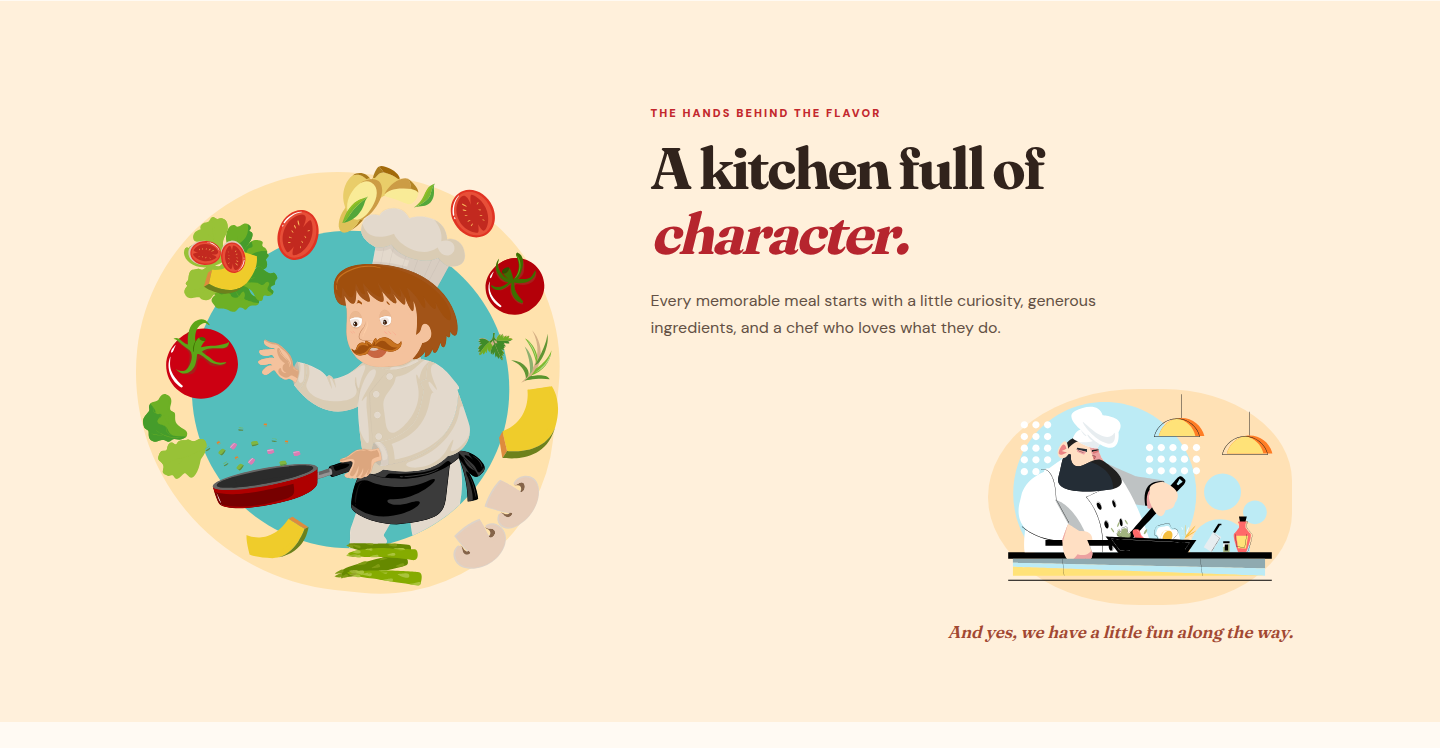 THE HANDS BEHIND THE FLAVOR
A kitchen full of
character.
Every memorable meal starts with a little curiosity, generous
ingredients, and a chef who loves what they do.
And yes, we have a little fun along the way.